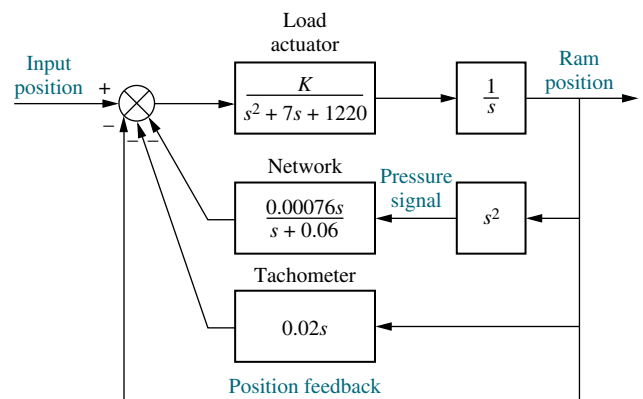 Load
actuator
Input
position
Ram
position
+
K
s² + 7s + 1220
1
s
−
−
−
Network
0.00076s
s + 0.06
Pressure
signal
s²
Tachometer
0.02s
Position feedback